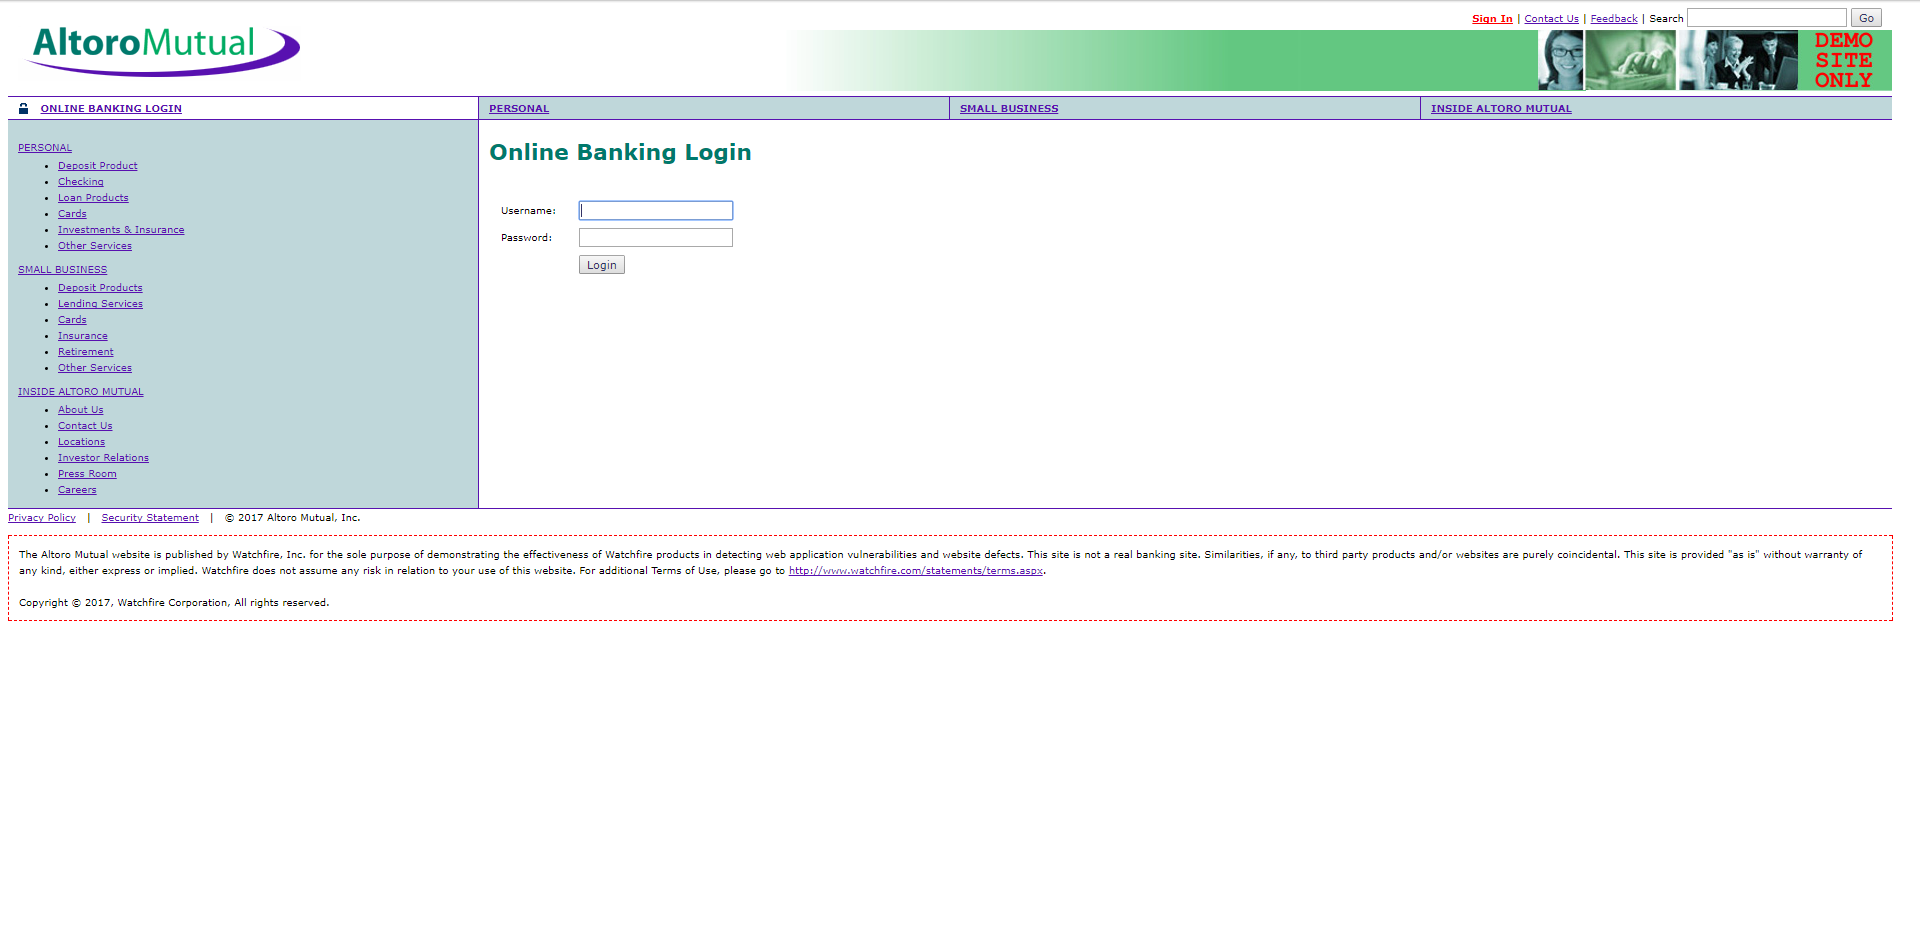 Sign In | Contact Us | Feedback | Search Go
AltoroMutual
DEMO
SITE
ONLY
ONLINE BANKING LOGIN
PERSONAL
SMALL BUSINESS
INSIDE ALTORO MUTUAL
PERSONAL
Deposit Product
Checking
Loan Products
Cards
Investments & Insurance
Other Services
SMALL BUSINESS
Deposit Products
Lending Services
Cards
Insurance
Retirement
Other Services
INSIDE ALTORO MUTUAL
About Us
Contact Us
Locations
Investor Relations
Press Room
Careers
Online Banking Login
Username:
Password:
Login
Privacy Policy | Security Statement | © 2017 Altoro Mutual, Inc.
The Altoro Mutual website is published by Watchfire, Inc. for the sole purpose of demonstrating the effectiveness of Watchfire products in detecting web application vulnerabilities and website defects. This site is not a real banking site. Similarities, if any, to third party products and/or websites are purely coincidental. This site is provided "as is" without warranty of
any kind, either express or implied. Watchfire does not assume any risk in relation to your use of this website. For additional Terms of Use, please go to http://www.watchfire.com/statements/terms.aspx.
Copyright © 2017, Watchfire Corporation, All rights reserved.